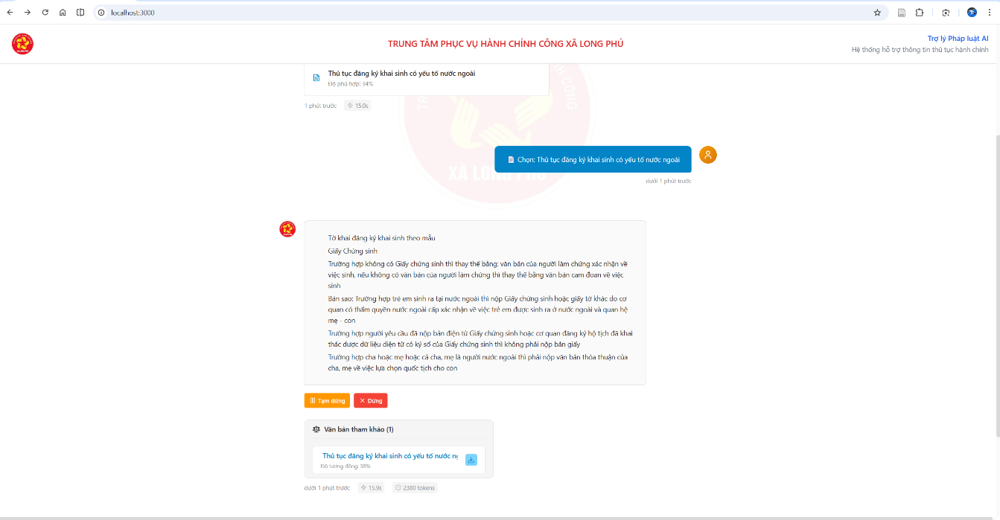 localhost:3000
TRUNG TÂM PHỤC VỤ HÀNH CHÍNH CÔNG XÃ LONG PHÚ
Trợ lý Pháp luật AI
Hệ thống hỗ trợ thông tin thủ tục hành chính
Thủ tục đăng ký khai sinh có yếu tố nước ngoài
Độ phù hợp: 34%
1 phút trước
15.0s
XÃ LONG PHÚ
Chọn: Thủ tục đăng ký khai sinh có yếu tố nước ngoài
dưới 1 phút trước
Tờ khai đăng ký khai sinh theo mẫu
Giấy Chứng sinh
Trường hợp không có Giấy chứng sinh thì thay thế bằng: văn bản của người làm chứng xác nhận về
việc sinh, nếu không có văn bản của người làm chứng thì thay thế bằng văn bản cam đoan về việc
sinh
Bản sao: Trường hợp trẻ em sinh ra tại nước ngoài thì nộp Giấy chứng sinh hoặc giấy tờ khác do cơ
quan có thẩm quyền nước ngoài cấp xác nhận về việc trẻ em được sinh ra ở nước ngoài và quan hệ
mẹ - con
Trường hợp người yêu cầu đã nộp bản điện tử Giấy chứng sinh hoặc cơ quan đăng ký hộ tịch đã khai
thác được dữ liệu điện tử có ký số của Giấy chứng sinh thì không phải nộp bản giấy
Trường hợp cha hoặc mẹ hoặc cả cha, mẹ là người nước ngoài thì phải nộp văn bản thỏa thuận của
cha, mẹ về việc lựa chọn quốc tịch cho con
Tạm dừng
Dừng
Văn bản tham khảo (1)
Thủ tục đăng ký khai sinh có yếu tố nước ng
Độ tương đồng: 38%
dưới 1 phút trước
15.9s
2380 tokens